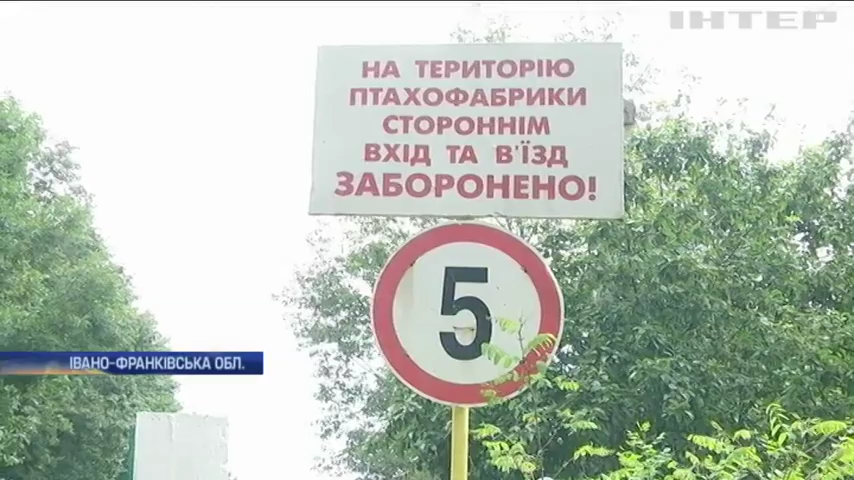 ІНТЕР
НА ТЕРИТОРІЮ
ПТАХОФАБРИКИ
СТОРОННІМ
ВХІД ТА В'ЇЗД
ЗАБОРОНЕНО!
5
ІВАНО-ФРАНКІВСЬКА ОБЛ.